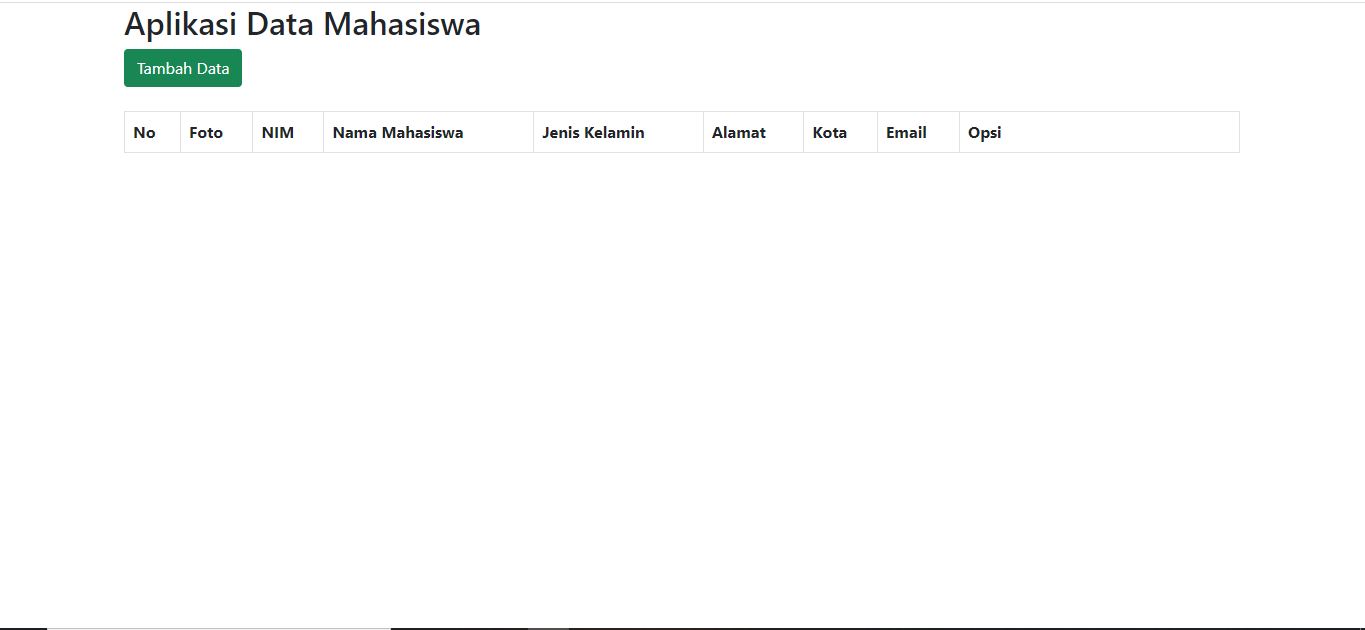 Aplikasi Data Mahasiswa
Tambah Data
No Foto NIM Nama Mahasiswa Jenis Kelamin Alamat Kota Email Opsi